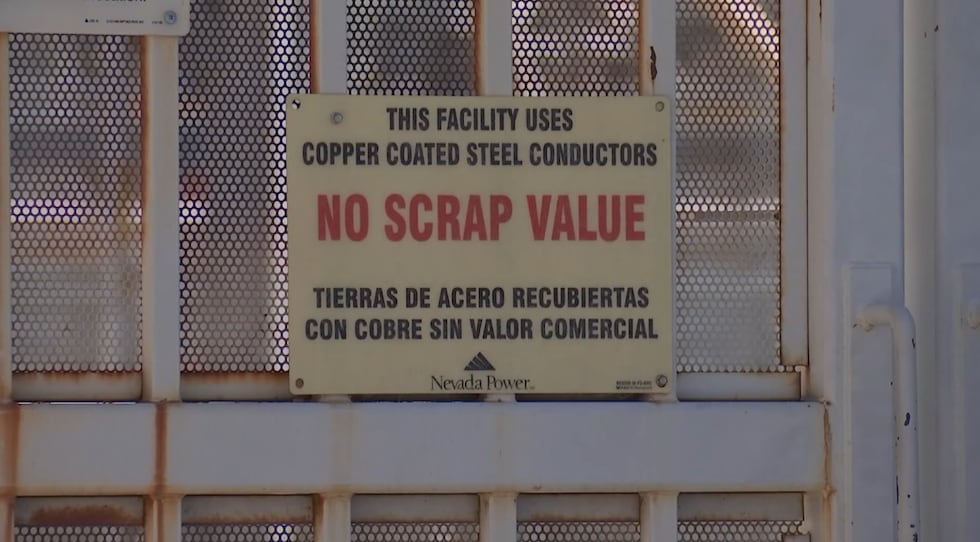 THIS FACILITY USES
COPPER COATED STEEL CONDUCTORS
NO SCRAP VALUE
TIERRAS DE ACERO RECUBIERTAS
CON COBRE SIN VALOR COMERCIAL
Nevada Power